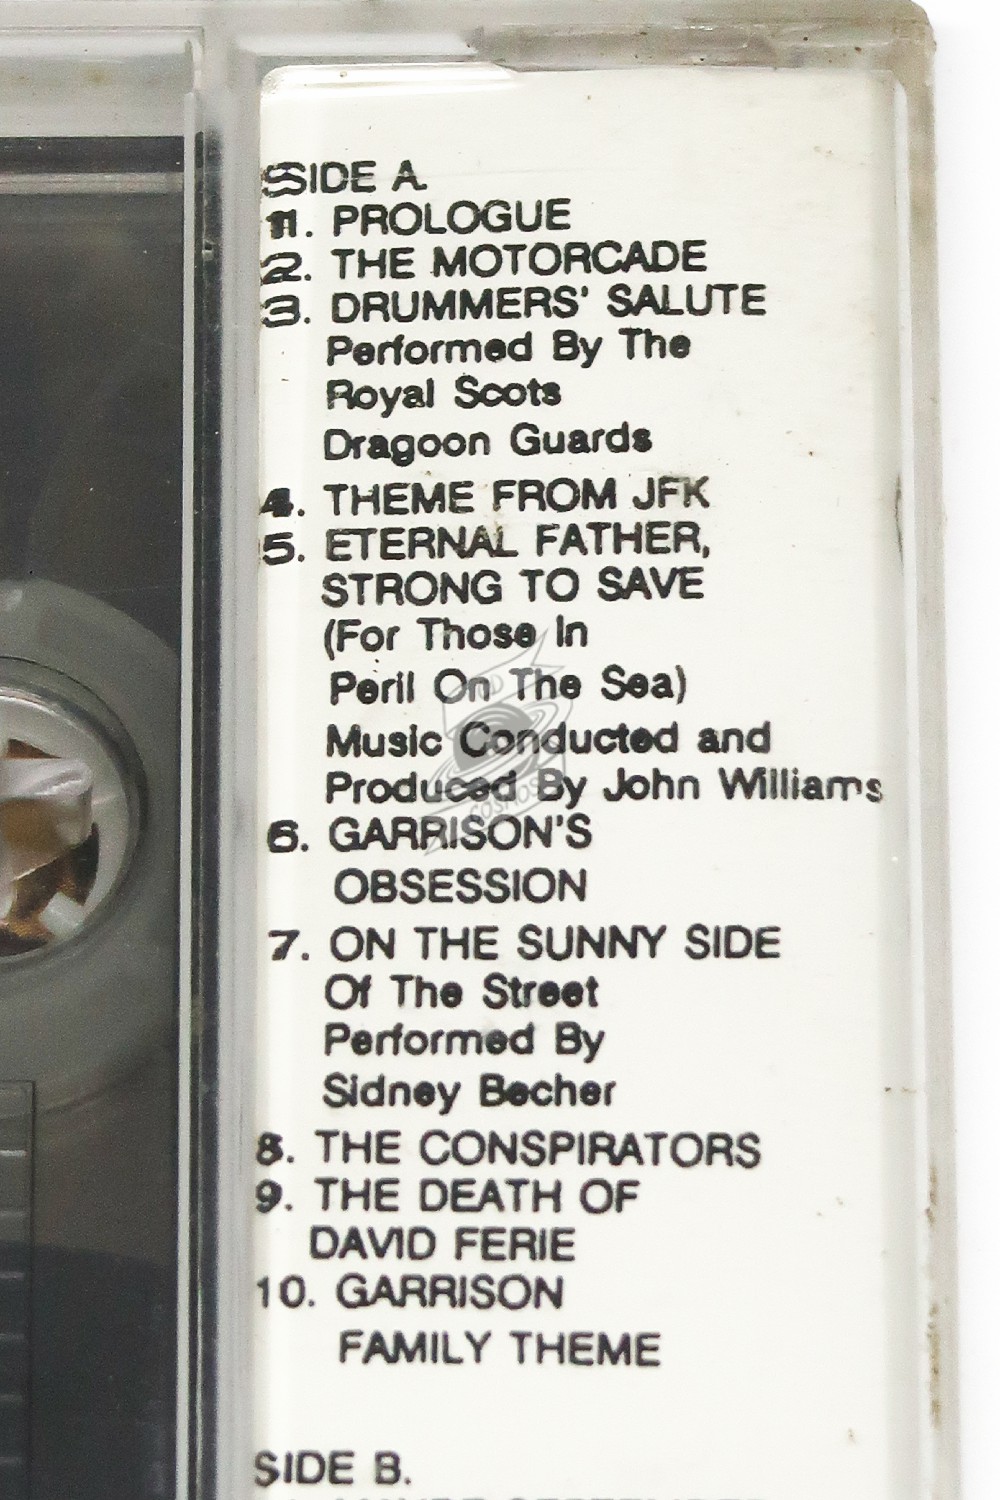 SIDE A.
1. PROLOGUE
2. THE MOTORCADE
3. DRUMMERS' SALUTE
Performed By The
Royal Scots
Dragoon Guards
4. THEME FROM JFK
5. ETERNAL FATHER,
STRONG TO SAVE
(For Those In
Peril On The Sea)
Music Conducted and
Produced By John Williams
6. GARRISON'S
OBSESSION
7. ON THE SUNNY SIDE
Of The Street
Performed By
Sidney Becher
8. THE CONSPIRATORS
9. THE DEATH OF
DAVID FERIE
10. GARRISON
FAMILY THEME
SIDE B.
COSMOS